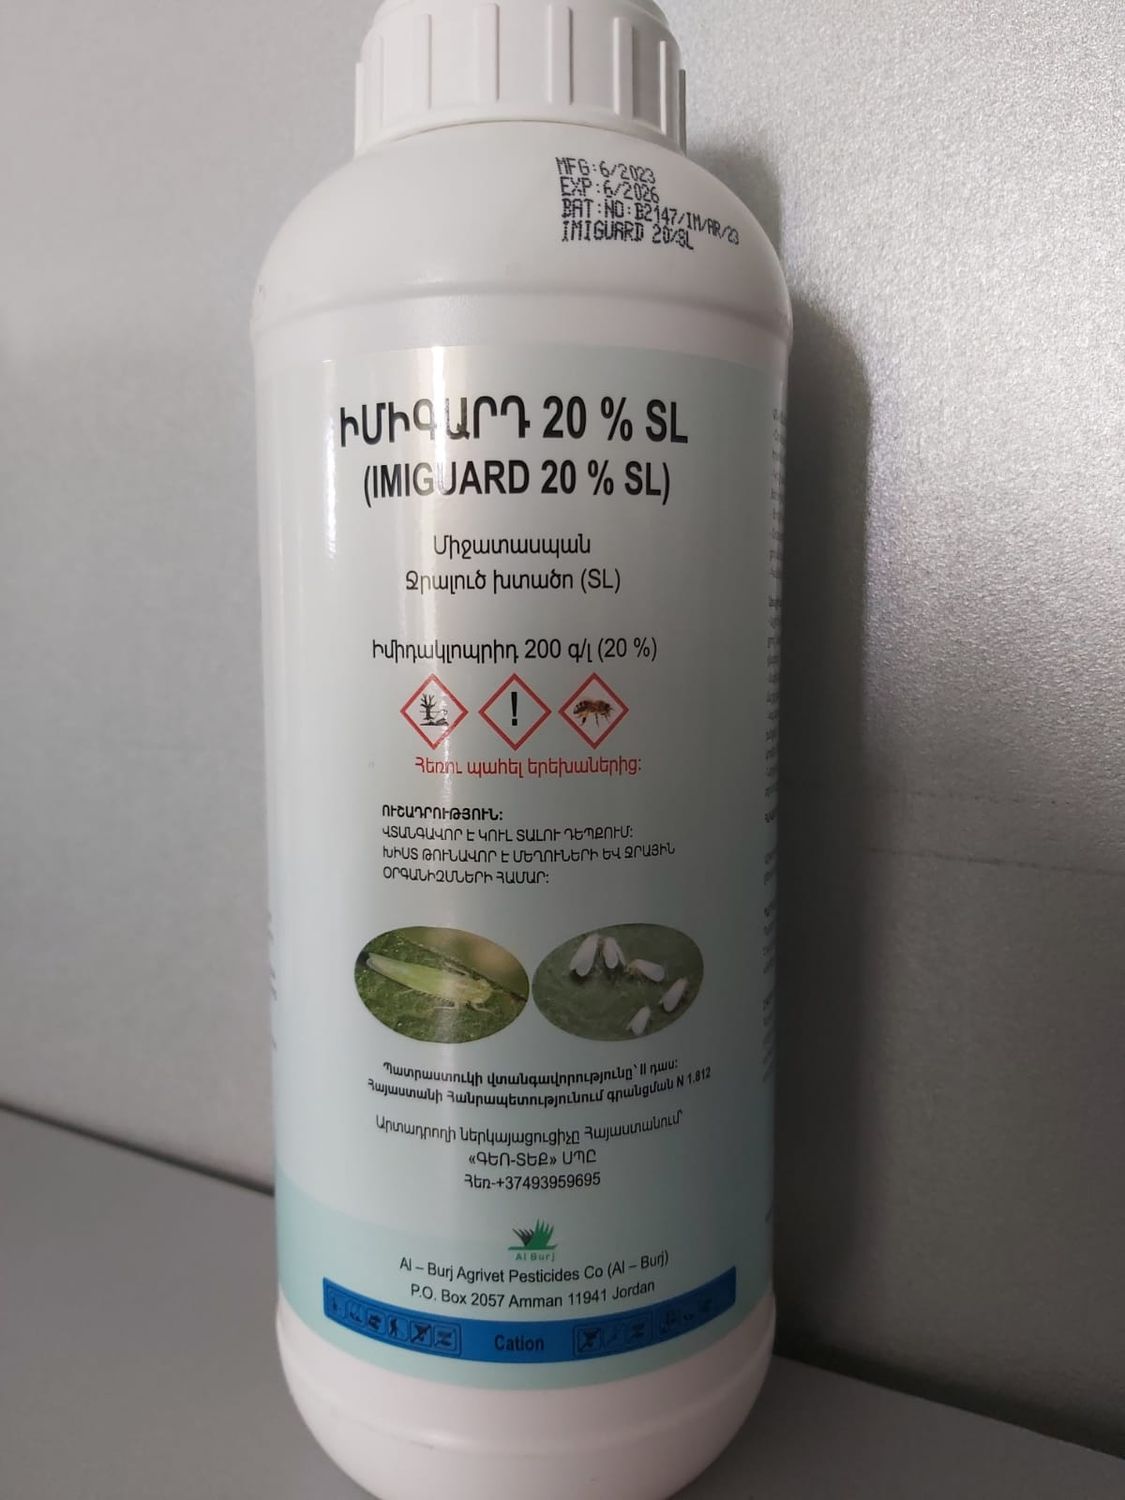 MFG:6/2023
EXP:6/2026
BAT:NO:B2147/IM/AR/23
IMIGUARD 20%SL
ԻՄԻԳԱՐԴ 20 % SL
(IMIGUARD 20 % SL)
Միջատասպան
Ջրալուծ խտածո (SL)
Իմիդակլոպրիդ 200 գ/լ (20 %)
Հեռու պահել երեխաներից:
ՈՒՇԱԴՐՈՒԹՅՈՒՆ:
ՎՏԱՆԳԱՎՈՐ Է ԿՈՒԼ ՏԱԼՈՒ ԴԵՊՔՈՒՄ:
ԽԻՍՏ ԹՈՒՆԱՎՈՐ Է ՄԵՂՈՒՆԵՐԻ ԵՎ ՋՐԱՅԻՆ
ՕՐԳԱՆԻԶՄՆԵՐԻ ՀԱՄԱՐ:
Պատրաստուկի վտանգավորությունը՝ II դաս:
Հայաստանի Հանրապետությունում գրանցման N 1.812
Արտադրողի ներկայացուցիչը Հայաստանում՝
«ԳԵՈ-ՏԵՔ» ՍՊԸ
Հեռ-+37493959695
Al Burj
Al – Burj Agrivet Pesticides Co (Al – Burj)
P.O. Box 2057 Amman 11941 Jordan
Cation